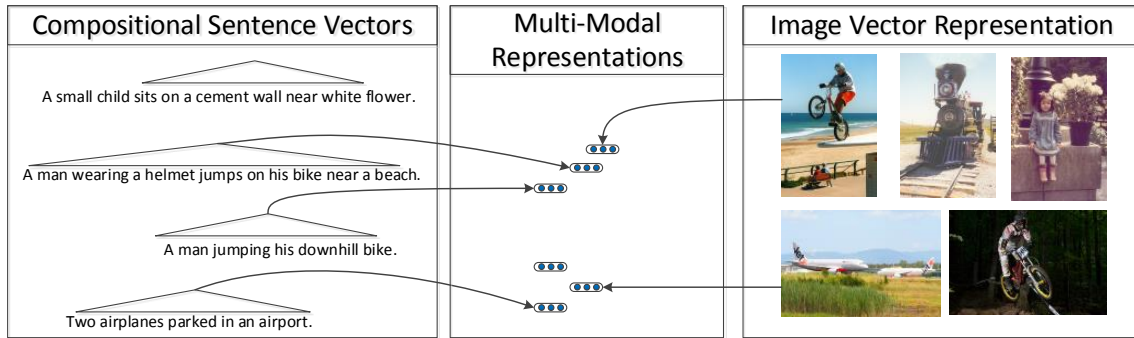 Compositional Sentence Vectors
A small child sits on a cement wall near white flower.
A man wearing a helmet jumps on his bike near a beach.
A man jumping his downhill bike.
Two airplanes parked in an airport.
Multi-Modal
Representations
Image Vector Representation